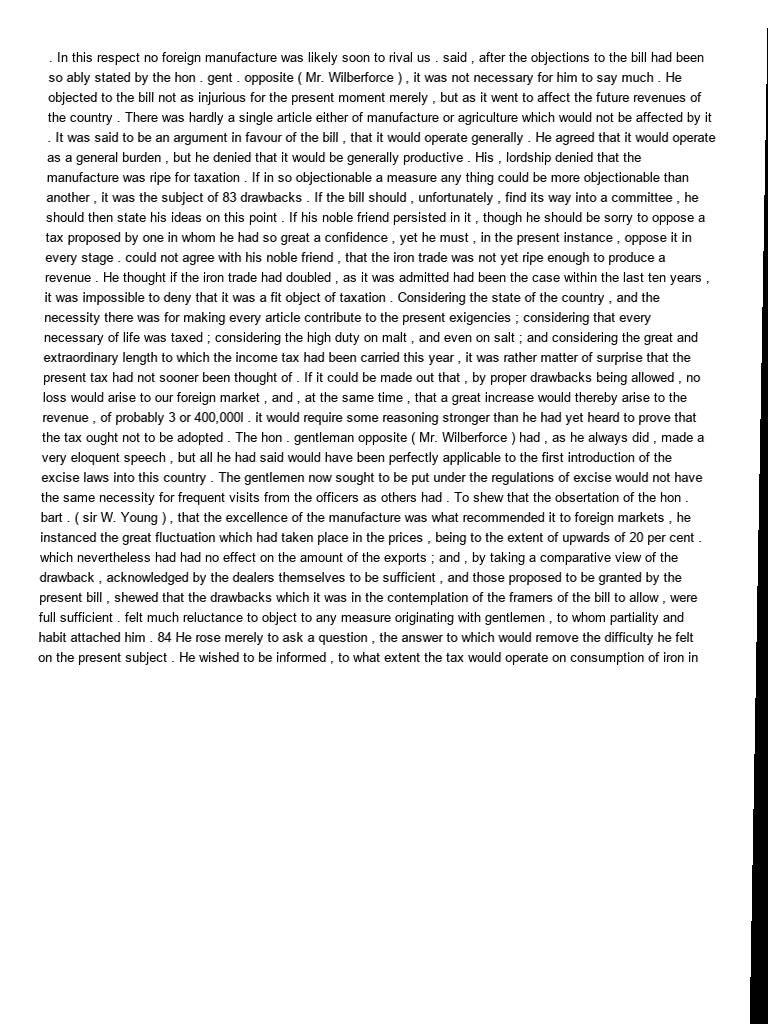 . In this respect no foreign manufacture was likely soon to rival us . said , after the objections to the bill had been
so ably stated by the hon . gent . opposite ( Mr. Wilberforce ) , it was not necessary for him to say much . He
objected to the bill not as injurious for the present moment merely , but as it went to affect the future revenues of
the country . There was hardly a single article either of manufacture or agriculture which would not be affected by it
. It was said to be an argument in favour of the bill , that it would operate generally . He agreed that it would operate
as a general burden , but he denied that it would be generally productive . His , lordship denied that the
manufacture was ripe for taxation . If in so objectionable a measure any thing could be more objectionable than
another , it was the subject of 83 drawbacks . If the bill should , unfortunately , find its way into a committee , he
should then state his ideas on this point . If his noble friend persisted in it , though he should be sorry to oppose a
tax proposed by one in whom he had so great a confidence , yet he must , in the present instance , oppose it in
every stage . could not agree with his noble friend , that the iron trade was not yet ripe enough to produce a
revenue . He thought if the iron trade had doubled , as it was admitted had been the case within the last ten years ,
it was impossible to deny that it was a fit object of taxation . Considering the state of the country , and the
necessity there was for making every article contribute to the present exigencies ; considering that every
necessary of life was taxed ; considering the high duty on malt , and even on salt ; and considering the great and
extraordinary length to which the income tax had been carried this year , it was rather matter of surprise that the
present tax had not sooner been thought of . If it could be made out that , by proper drawbacks being allowed , no
loss would arise to our foreign market , and , at the same time , that a great increase would thereby arise to the
revenue , of probably 3 or 400,000l . it would require some reasoning stronger than he had yet heard to prove that
the tax ought not to be adopted . The hon . gentleman opposite ( Mr. Wilberforce ) had , as he always did , made a
very eloquent speech , but all he had said would have been perfectly applicable to the first introduction of the
excise laws into this country . The gentlemen now sought to be put under the regulations of excise would not have
the same necessity for frequent visits from the officers as others had . To shew that the obsertation of the hon .
bart . ( sir W. Young ) , that the excellence of the manufacture was what recommended it to foreign markets , he
instanced the great fluctuation which had taken place in the prices , being to the extent of upwards of 20 per cent .
which nevertheless had had no effect on the amount of the exports ; and , by taking a comparative view of the
drawback , acknowledged by the dealers themselves to be sufficient , and those proposed to be granted by the
present bill , shewed that the drawbacks which it was in the contemplation of the framers of the bill to allow , were
full sufficient . felt much reluctance to object to any measure originating with gentlemen , to whom partiality and
habit attached him . 84 He rose merely to ask a question , the answer to which would remove the difficulty he felt
on the present subject . He wished to be informed , to what extent the tax would operate on consumption of iron in